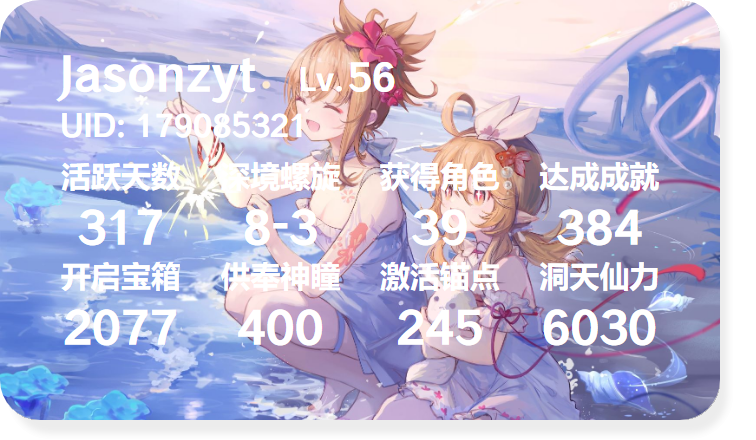 Jasonzyt Lv.56
UID: 179085321
活跃天数 深境螺旋 获得角色 达成成就
317 8-3 39 384
开启宝箱 供奉神瞳 激活锚点 洞天仙力
2077 400 245 6030